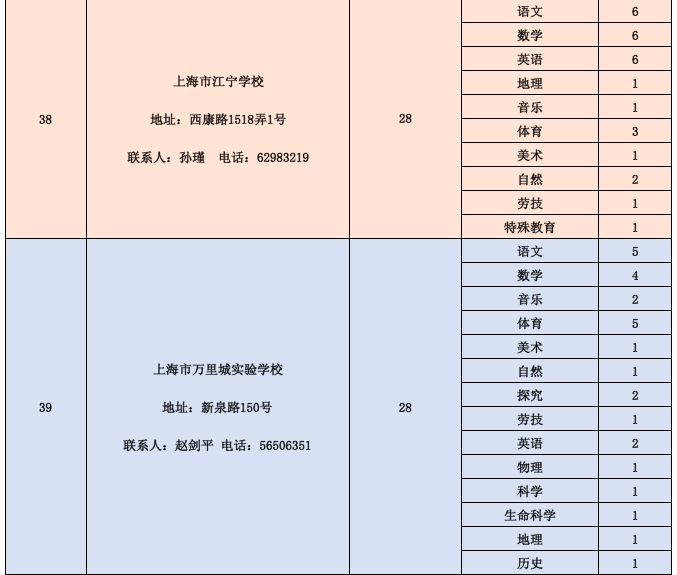 38
上海市江宁学校
地址：西康路1518弄1号
联系人：孙瑾 电话：62983219
28
语文 6
数学 6
英语 6
地理 1
音乐 1
体育 3
美术 1
自然 2
劳技 1
特殊教育 1
39
上海市万里城实验学校
地址：新泉路150号
联系人：赵剑平 电话：56506351
28
语文 5
数学 4
音乐 2
体育 5
美术 1
自然 1
探究 2
劳技 1
英语 2
物理 1
科学 1
生命科学 1
地理 1
历史 1